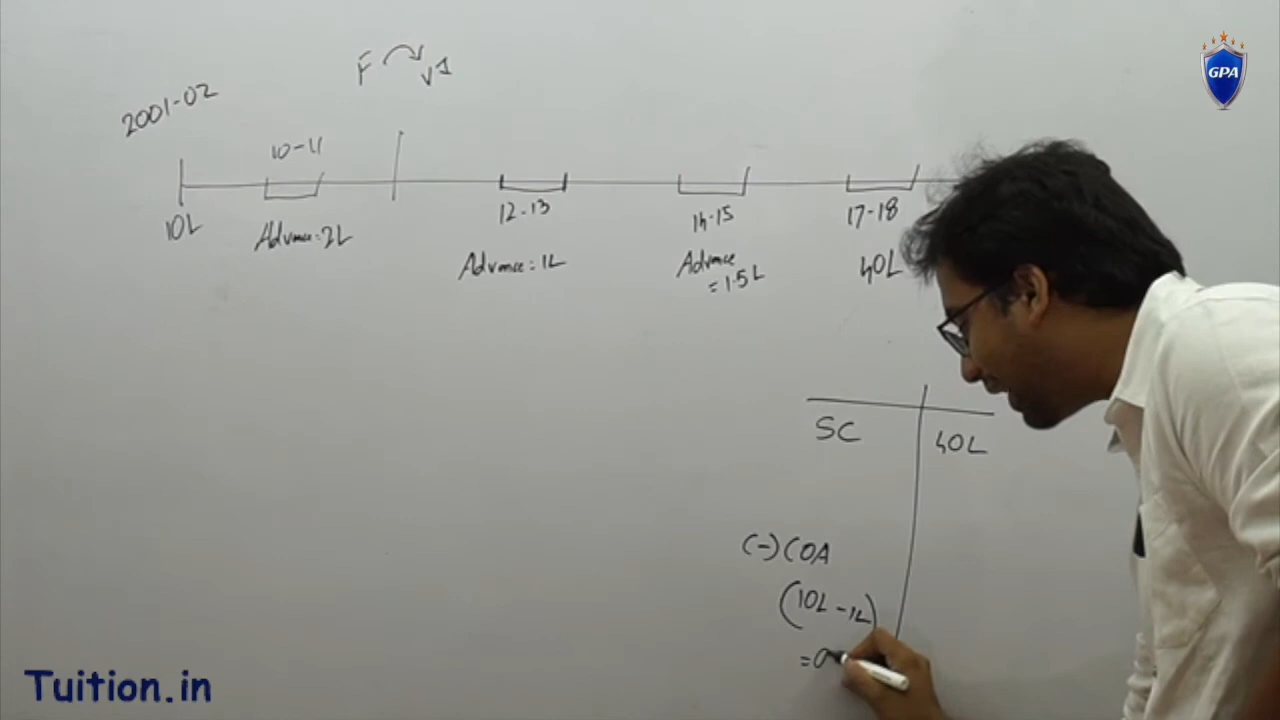 GPA
F V1
2001-02
10-11
10L
Advance: 2L
12-13
Advance: 1L
14-15
Advance
= 1.5L
17-18
40L
SC 40L
(-) COA
(10L - 1L)
=
Tuition.in